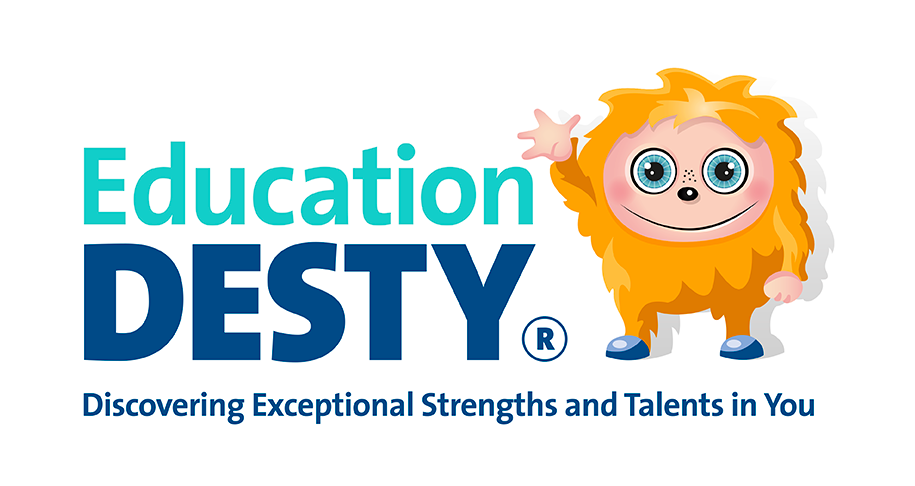 Education
DESTY®
Discovering Exceptional Strengths and Talents in You